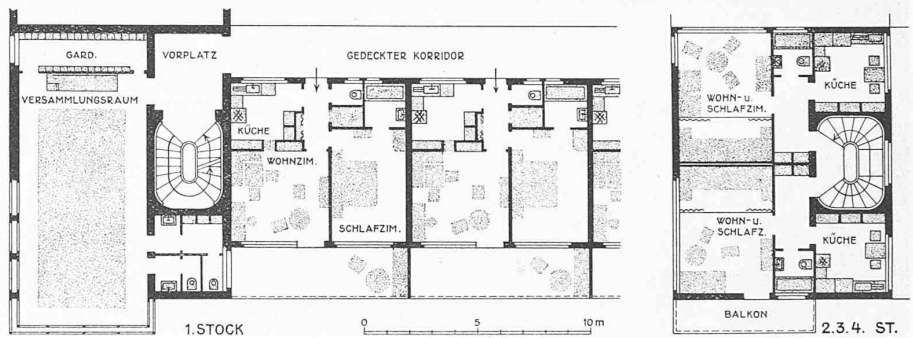 GARD.
VORPLATZ
GEDECKTER KORRIDOR
VERSAMMLUNGSRAUM
KÜCHE
WOHNZIM.
SCHLAFZIM.
1.STOCK
0 5 10 m
WOHN-u.
SCHLAFZIM.
KÜCHE
WOHN-u.
SCHLAFZ.
KÜCHE
BALKON
2.3.4. ST.